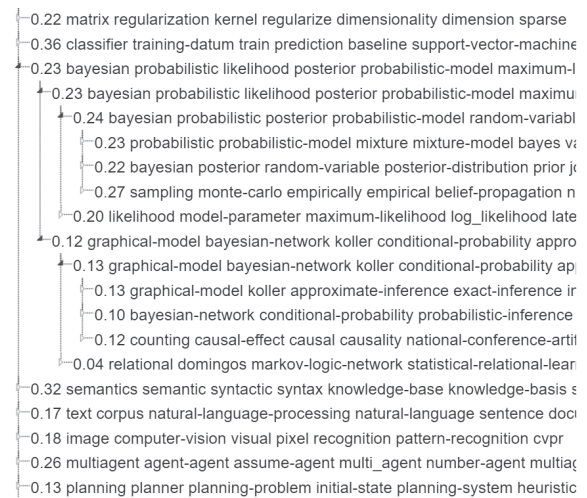 0.22 matrix regularization kernel regularize dimensionality dimension sparse
0.36 classifier training-datum train prediction baseline support-vector-machine
0.23 bayesian probabilistic likelihood posterior probabilistic-model maximum-l
0.23 bayesian probabilistic likelihood posterior probabilistic-model maximu
0.24 bayesian probabilistic posterior probabilistic-model random-variabl
0.23 probabilistic probabilistic-model mixture mixture-model bayes va
0.22 bayesian posterior random-variable posterior-distribution prior jo
0.27 sampling monte-carlo empirically empirical belief-propagation n
0.20 likelihood model-parameter maximum-likelihood log_likelihood late
0.12 graphical-model bayesian-network koller conditional-probability appro
0.13 graphical-model bayesian-network koller conditional-probability app
0.13 graphical-model koller approximate-inference exact-inference in
0.10 bayesian-network conditional-probability probabilistic-inference
0.12 counting causal-effect causal causality national-conference-artif
0.04 relational domingos markov-logic-network statistical-relational-learn
0.32 semantics semantic syntactic syntax knowledge-base knowledge-basis s
0.17 text corpus natural-language-processing natural-language sentence docu
0.18 image computer-vision visual pixel recognition pattern-recognition cvpr
0.26 multiagent agent-agent assume-agent multi_agent number-agent multiag
0.13 planning planner planning-problem initial-state planning-system heuristic